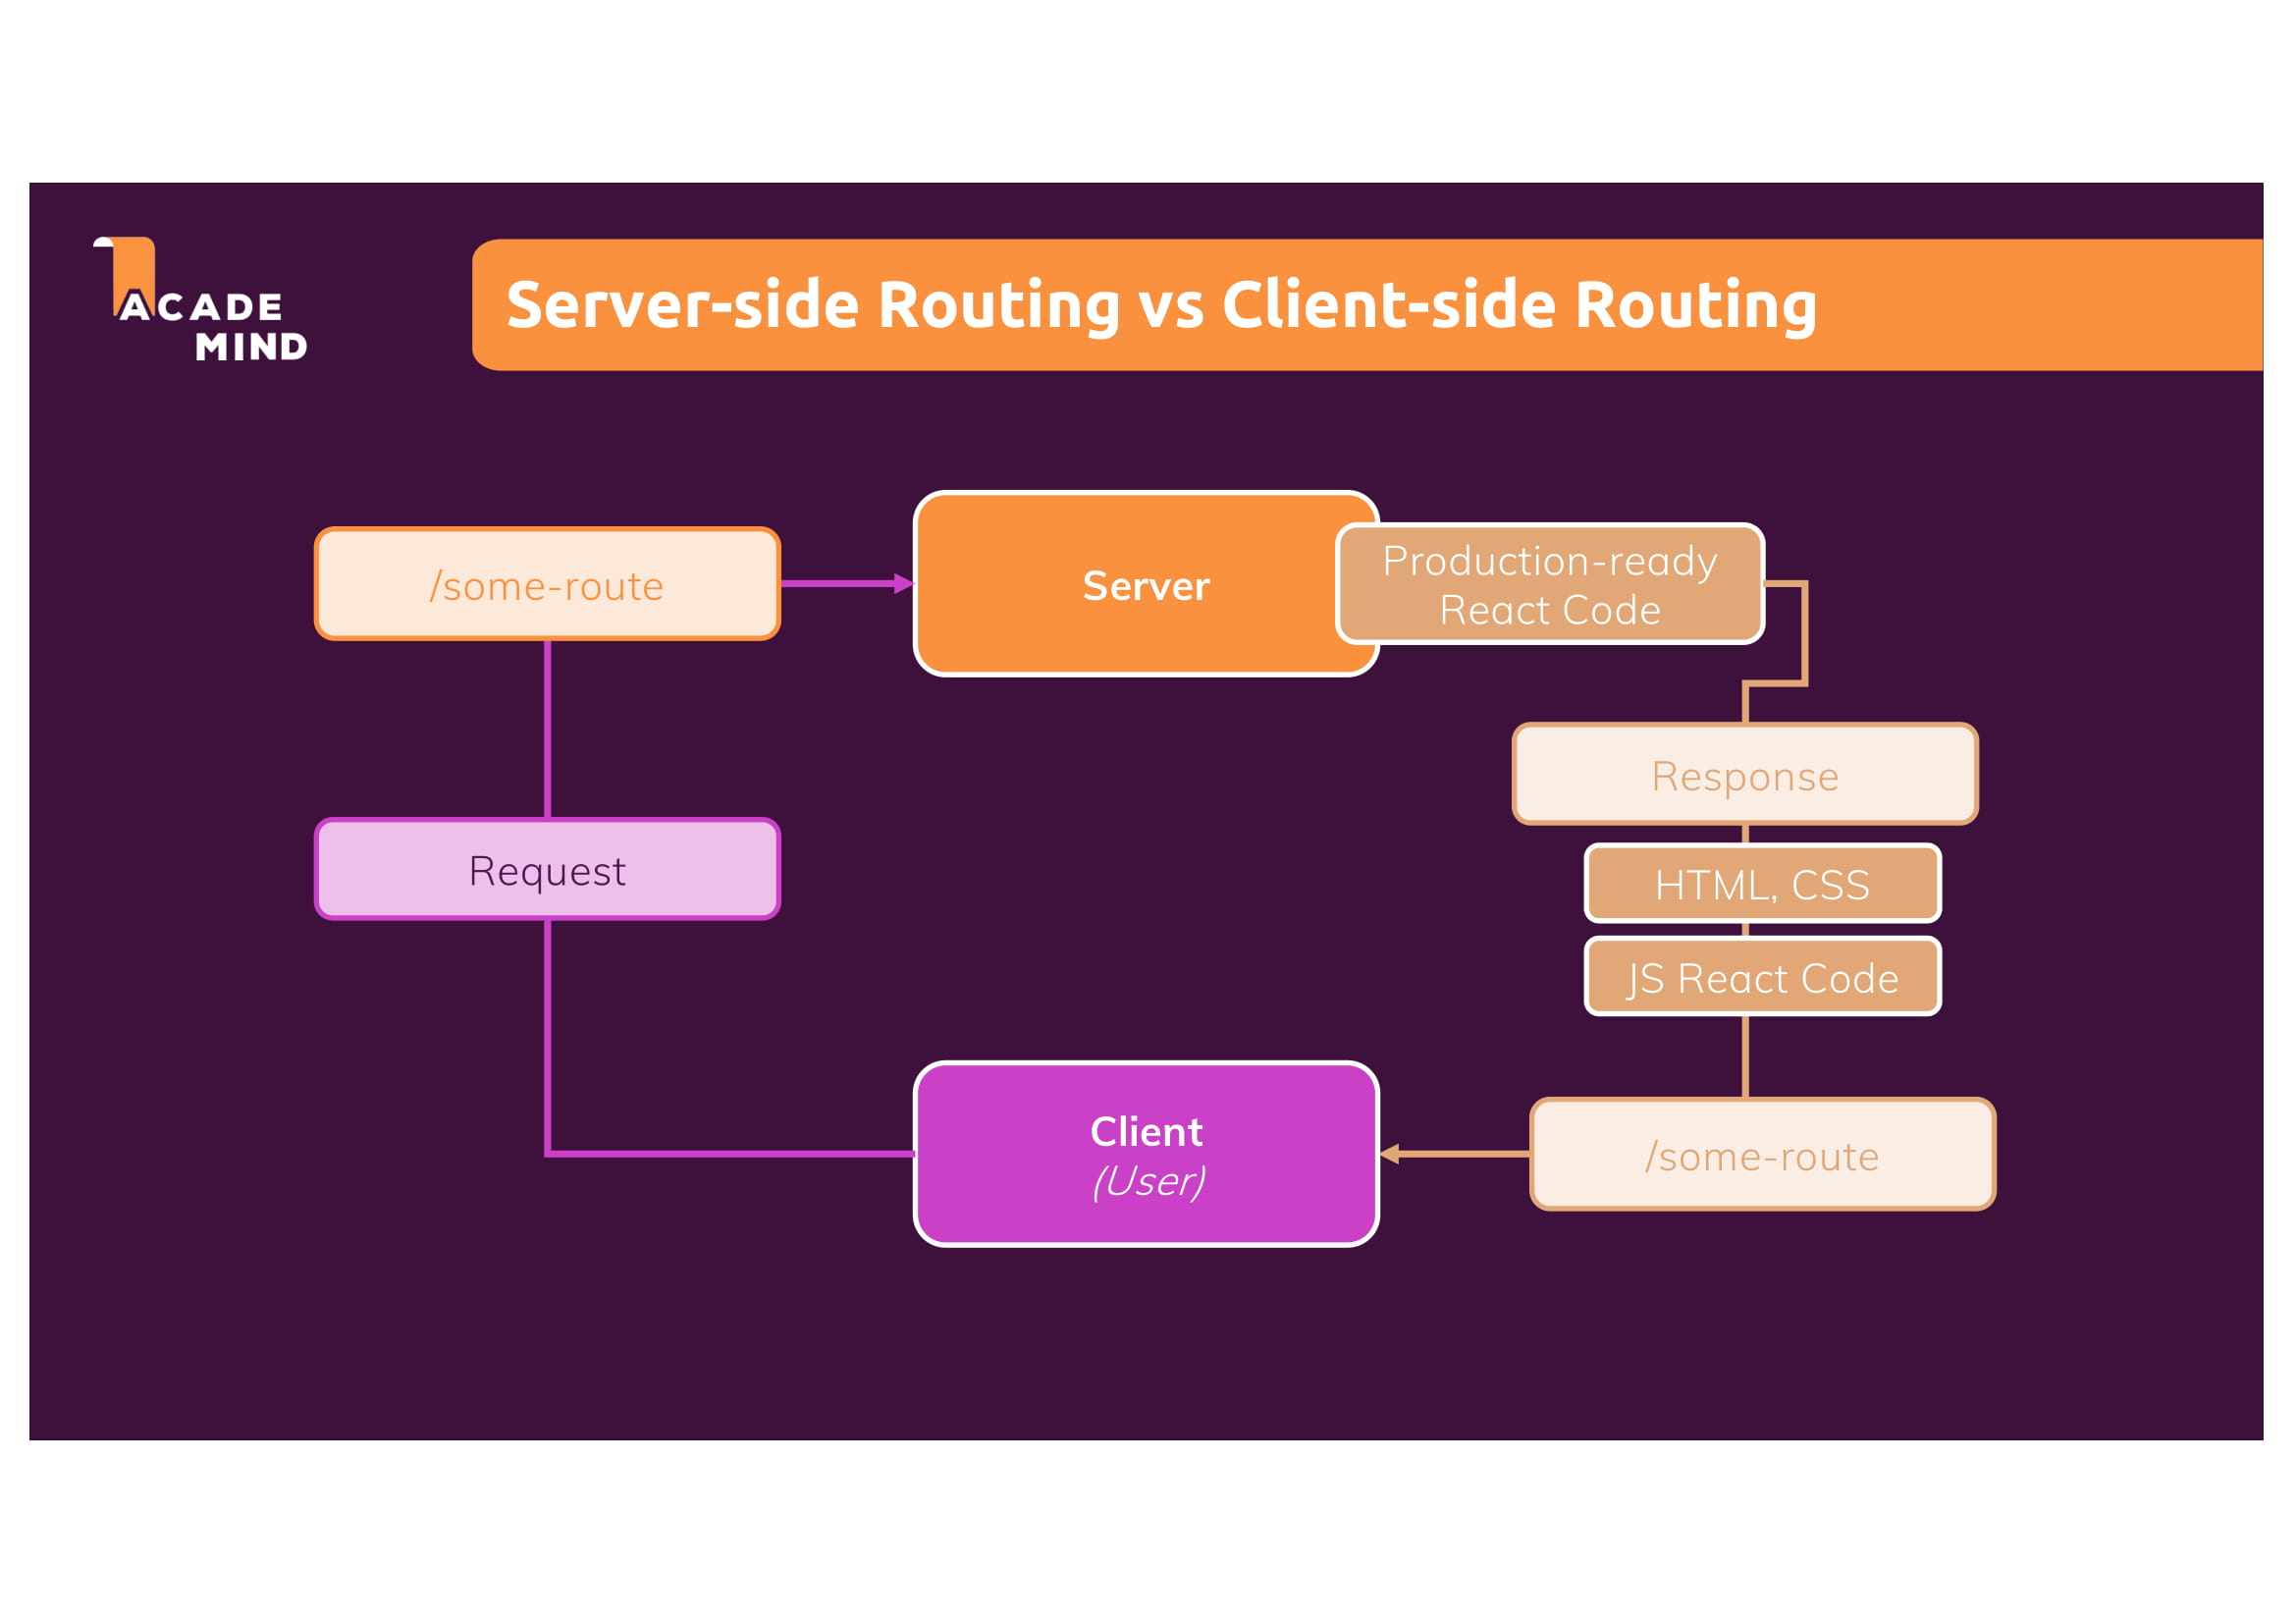 ACADE
MIND
Server-side Routing vs Client-side Routing
/some-route
Server
Production-ready
React Code
Response
Request
HTML, CSS
JS React Code
Client
(User)
/some-route